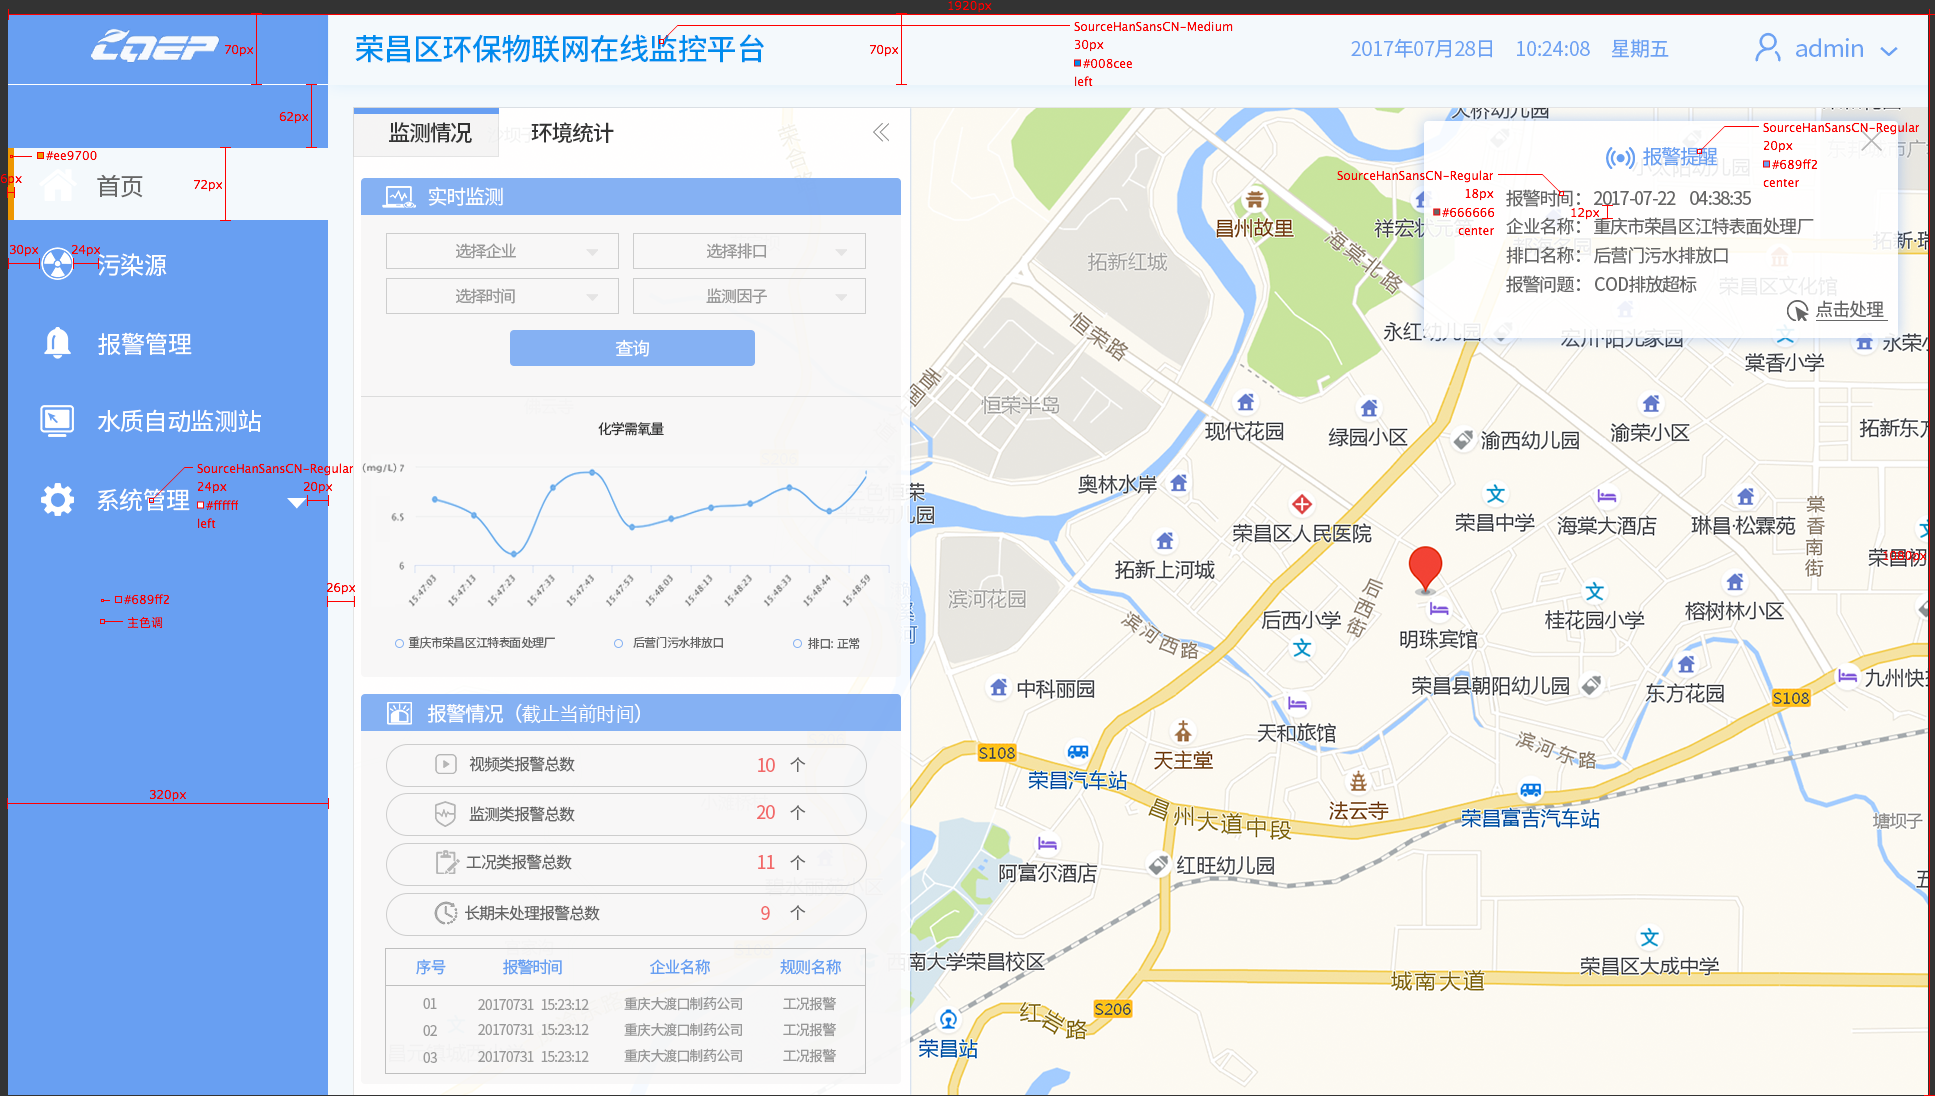 1920px
CQEP
70px
荣昌区环保物联网在线监控平台
70px
SourceHanSansCN-Medium
30px
#008cee
left
2017年07月28日 10:24:08 星期五
admin
62px
#ee9700
6px
首页
72px
30px
24px
污染源
报警管理
水质自动监测站
系统管理
SourceHanSansCN-Regular
24px
#ffffff
left
20px
#689ff2
主色调
26px
320px
监测情况
环境统计
实时监测
选择企业
选择排口
选择时间
监测因子
查询
化学需氧量
(mg/L) 7
6.5
6
15:47:03
15:47:13
15:47:23
15:47:33
15:47:43
15:47:53
15:48:03
15:48:13
15:48:23
15:48:33
15:48:44
15:48:59
重庆市荣昌区江特表面处理厂
后营门污水排放口
排口: 正常
报警情况（截止当前时间）
视频类报警总数 10 个
监测类报警总数 20 个
工况类报警总数 11 个
长期未处理报警总数 9 个
序号 报警时间 企业名称 规则名称
01 20170731 15:23:12 重庆大渡口制药公司 工况报警
02 20170731 15:23:12 重庆大渡口制药公司 工况报警
03 20170731 15:23:12 重庆大渡口制药公司 工况报警
天桥幼儿园
SourceHanSansCN-Regular
20px
#689ff2
center
报警提醒
SourceHanSansCN-Regular
18px
#666666
center
12px
报警时间： 2017-07-22 04:38:35
企业名称： 重庆市荣昌区江特表面处理厂
排口名称： 后营门污水排放口
报警问题： COD排放超标
点击处理
昌州故里
祥宏状元
海棠北路
拓新红城
拓新·瑞
恒荣路
永红幼儿园
宏川·阳光家园
永荣小
棠香小学
恒荣半岛
现代花园
绿园小区
渝西幼儿园
渝荣小区
拓新东方
奥林水岸
荣昌区人民医院
荣昌中学
海棠大酒店
琳昌·松霖苑
棠香南街
荣昌初
1080px
拓新上河城
滨河花园
后西街
后西小学
滨河西路
明珠宾馆
桂花园小学
榕树林小区
中科丽园
荣昌县朝阳幼儿园
东方花园
九州快捷
S108
天和旅馆
滨河东路
S108
天主堂
荣昌汽车站
昌州大道中段
法云寺
荣昌富吉汽车站
塘坝子
阿富尔酒店
红旺幼儿园
五
西南大学荣昌校区
荣昌区大成中学
城南大道
S206
红岩路
荣昌站